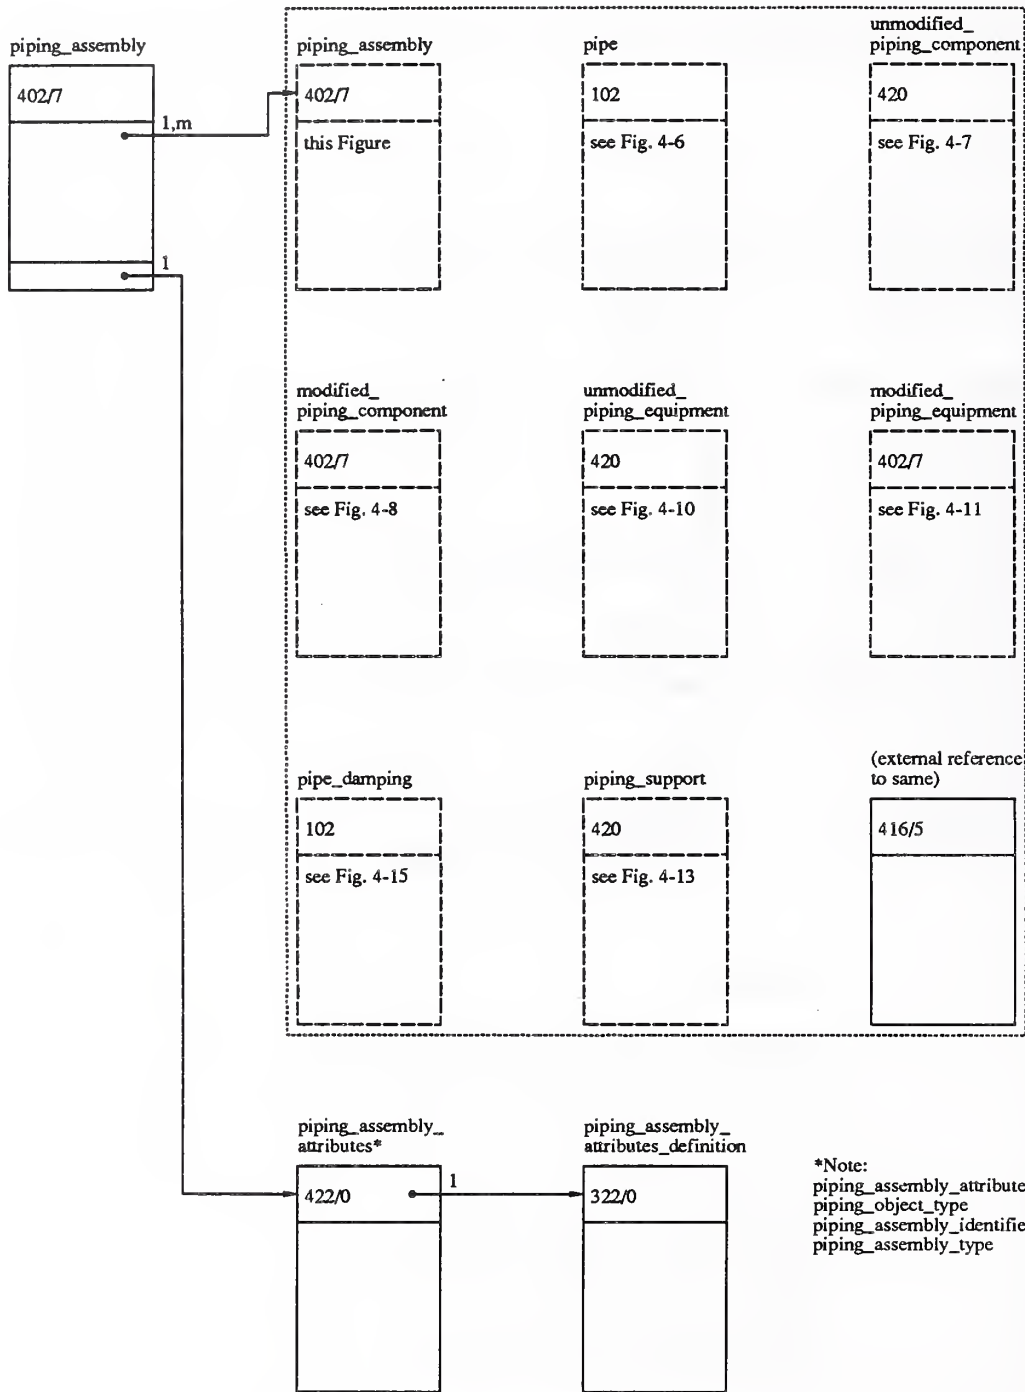 piping_assembly
402/7
1,m
1
piping_assembly
402/7
this Figure
pipe
102
see Fig. 4-6
unmodified_
piping_component
420
see Fig. 4-7
modified_
piping_component
402/7
see Fig. 4-8
unmodified_
piping_equipment
420
see Fig. 4-10
modified_
piping_equipment
402/7
see Fig. 4-11
pipe_damping
102
see Fig. 4-15
piping_support
420
see Fig. 4-13
(external reference
to same)
416/5
piping_assembly_
attributes*
422/0
1
piping_assembly_
attributes_definition
322/0
*Note:
piping_assembly_attribute
piping_object_type
piping_assembly_identifie
piping_assembly_type